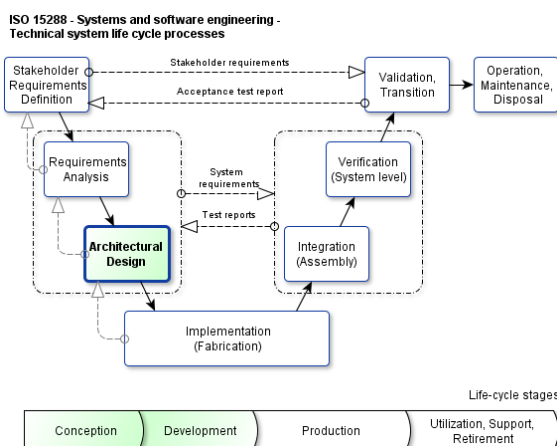 ISO 15288 - Systems and software engineering -
Technical system life cycle processes
Stakeholder
Requirements
Definition
Stakeholder requirements
Acceptance test report
Validation,
Transition
Operation,
Maintenance,
Disposal
Requirements
Analysis
System
requirements
Test reports
Verification
(System level)
Architectural
Design
Integration
(Assembly)
Implementation
(Fabrication)
Life-cycle stages
Conception
Development
Production
Utilization, Support,
Retirement